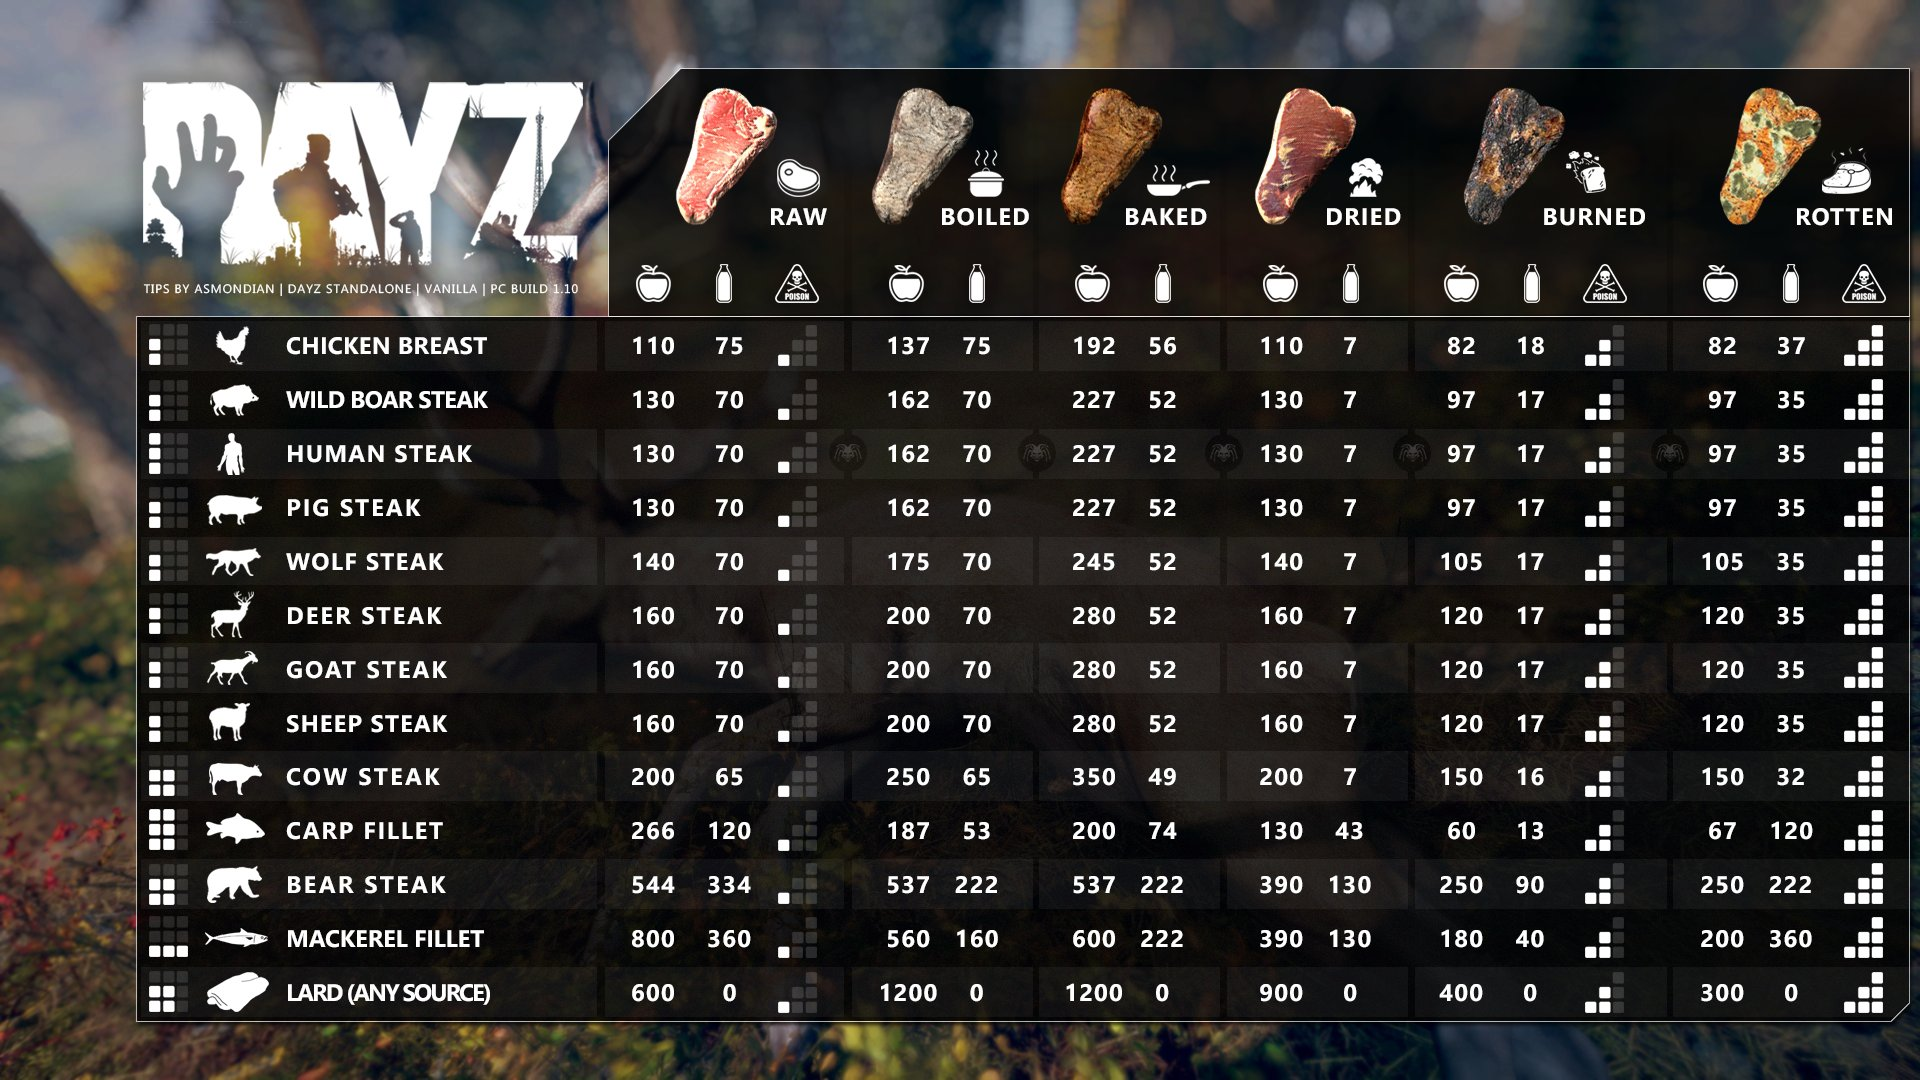 DAYZ
TIPS BY ASMONDIAN | DAYZ STANDALONE | VANILLA | PC BUILD 1.10
RAW BOILED BAKED DRIED BURNED ROTTEN
POISON POISON POISON
CHICKEN BREAST 110 75 137 75 192 56 110 7 82 18 82 37
WILD BOAR STEAK 130 70 162 70 227 52 130 7 97 17 97 35
HUMAN STEAK 130 70 162 70 227 52 130 7 97 17 97 35
PIG STEAK 130 70 162 70 227 52 130 7 97 17 97 35
WOLF STEAK 140 70 175 70 245 52 140 7 105 17 105 35
DEER STEAK 160 70 200 70 280 52 160 7 120 17 120 35
GOAT STEAK 160 70 200 70 280 52 160 7 120 17 120 35
SHEEP STEAK 160 70 200 70 280 52 160 7 120 17 120 35
COW STEAK 200 65 250 65 350 49 200 7 150 16 150 32
CARP FILLET 266 120 187 53 200 74 130 43 60 13 67 120
BEAR STEAK 544 334 537 222 537 222 390 130 250 90 250 222
MACKEREL FILLET 800 360 560 160 600 222 390 130 180 40 200 360
LARD (ANY SOURCE) 600 0 1200 0 1200 0 900 0 400 0 300 0